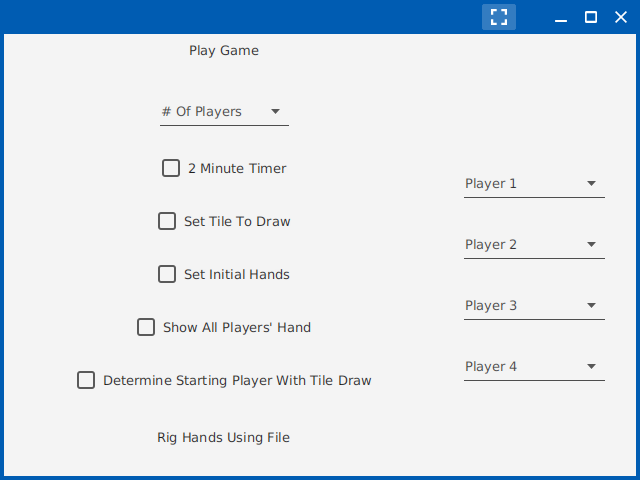 Play Game
# Of Players
2 Minute Timer
Player 1
Set Tile To Draw
Player 2
Set Initial Hands
Player 3
Show All Players' Hand
Player 4
Determine Starting Player With Tile Draw
Rig Hands Using File